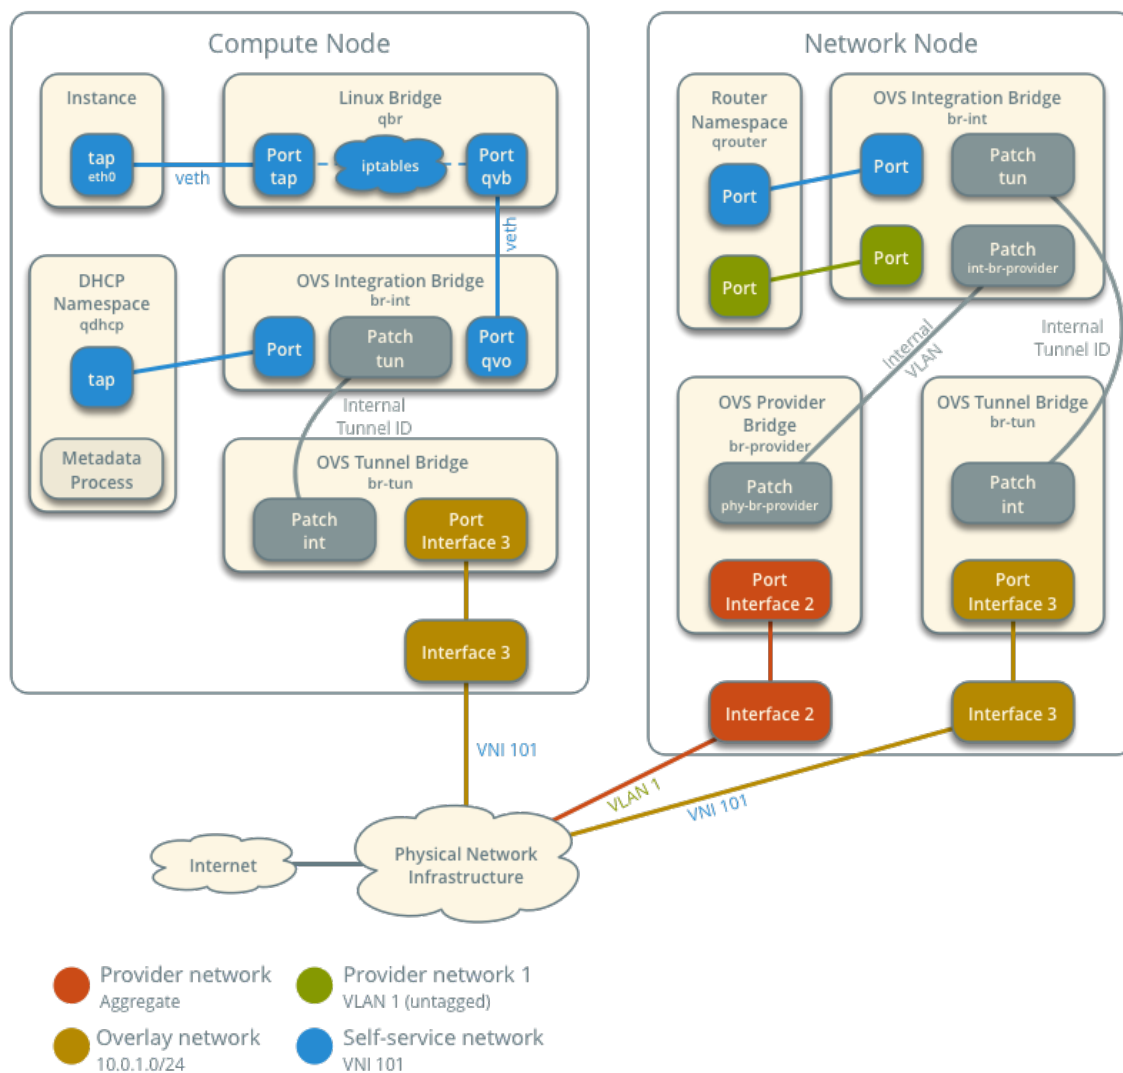 Compute Node
Instance
tap
eth0
veth
Linux Bridge
qbr
Port
tap
iptables
Port
qvb
veth
DHCP
Namespace
qdhcp
tap
Metadata
Process
OVS Integration Bridge
br-int
Port
Patch
tun
Port
qvo
Internal
Tunnel ID
OVS Tunnel Bridge
br-tun
Patch
int
Port
Interface 3
Interface 3
VNI 101
Network Node
Router
Namespace
qrouter
Port
Port
OVS Integration Bridge
br-int
Port
Patch
tun
Port
Patch
int-br-provider
Internal
VLAN
Internal
Tunnel ID
OVS Provider
Bridge
br-provider
Patch
phy-br-provider
Port
Interface 2
Interface 2
OVS Tunnel Bridge
br-tun
Patch
int
Port
Interface 3
Interface 3
VLAN 1
VNI 101
Internet
Physical Network
Infrastructure
Provider network
Aggregate
Provider network 1
VLAN 1 (untagged)
Overlay network
10.0.1.0/24
Self-service network
VNI 101